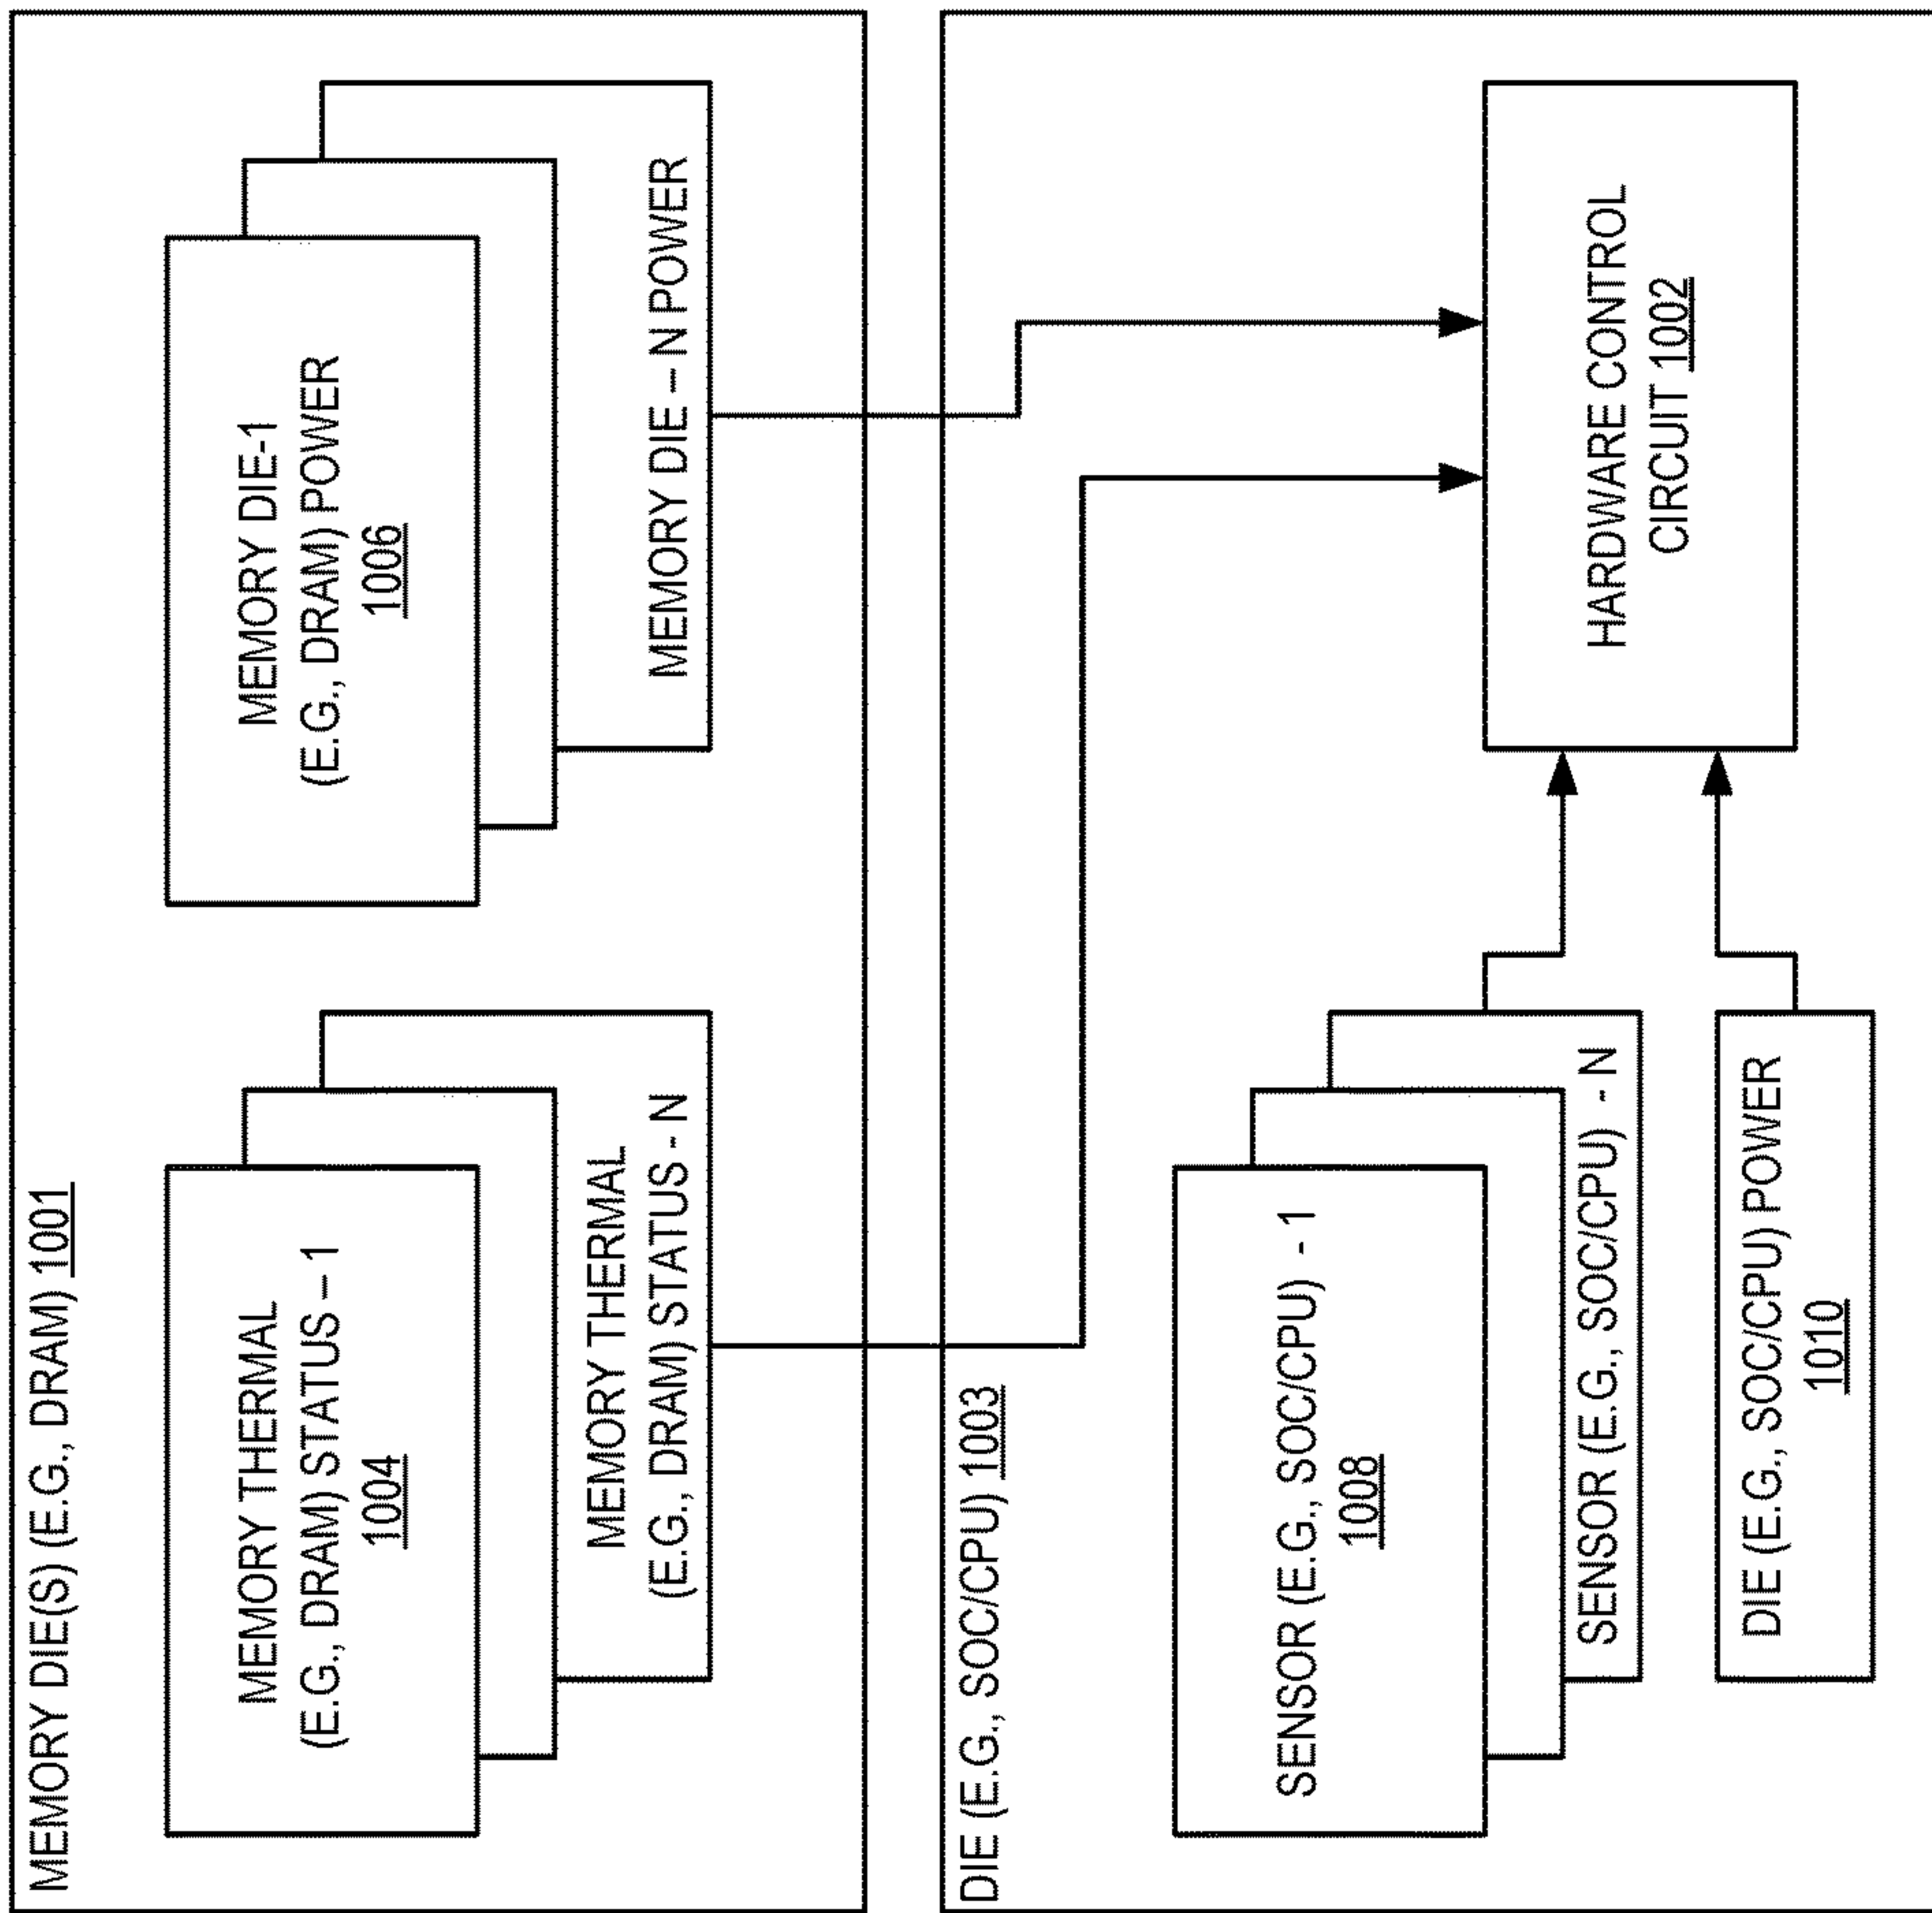 MEMORY DIE(S) (E.G., DRAM) 1001
MEMORY THERMAL
(E.G., DRAM) STATUS – 1
1004
MEMORY THERMAL
(E.G., DRAM) STATUS - N
MEMORY DIE-1
(E.G., DRAM) POWER
1006
MEMORY DIE – N POWER
DIE (E.G., SOC/CPU) 1003
SENSOR (E.G., SOC/CPU) - 1
1008
SENSOR (E.G., SOC/CPU) - N
DIE (E.G., SOC/CPU) POWER
1010
HARDWARE CONTROL
CIRCUIT 1002